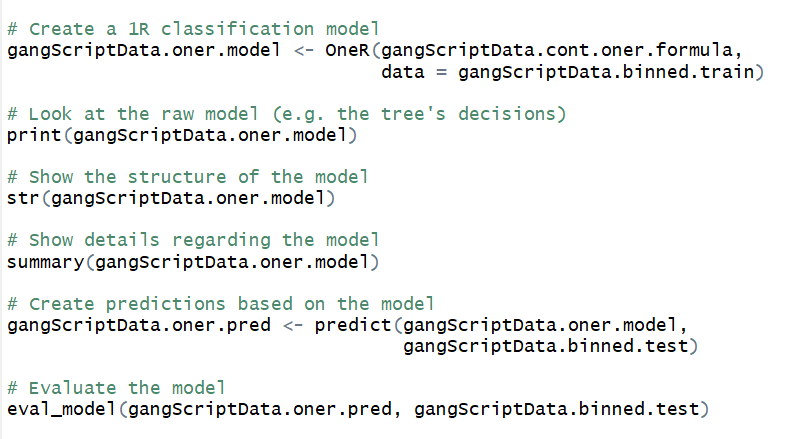 # Create a 1R classification model
gangScriptData.oner.model <- OneR(gangScriptData.cont.oner.formula,
data = gangScriptData.binned.train)
# Look at the raw model (e.g. the tree's decisions)
print(gangScriptData.oner.model)
# Show the structure of the model
str(gangScriptData.oner.model)
# Show details regarding the model
summary(gangScriptData.oner.model)
# Create predictions based on the model
gangScriptData.oner.pred <- predict(gangScriptData.oner.model,
gangScriptData.binned.test)
# Evaluate the model
eval_model(gangScriptData.oner.pred, gangScriptData.binned.test)